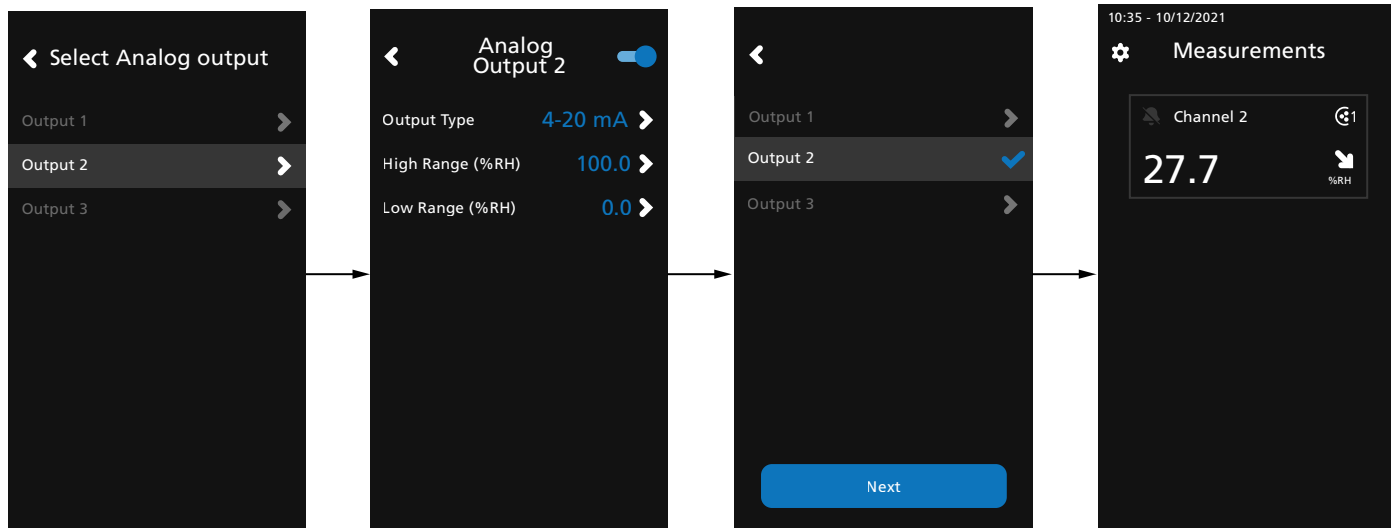 Select Analog output
Output 1
Output 2
Output 3
Analog
Output 2
Output Type 4-20 mA
High Range (%RH) 100.0
Low Range (%RH) 0.0
Output 1
Output 2
Output 3
Next
10:35 - 10/12/2021
Measurements
Channel 2 1
27.7 %RH